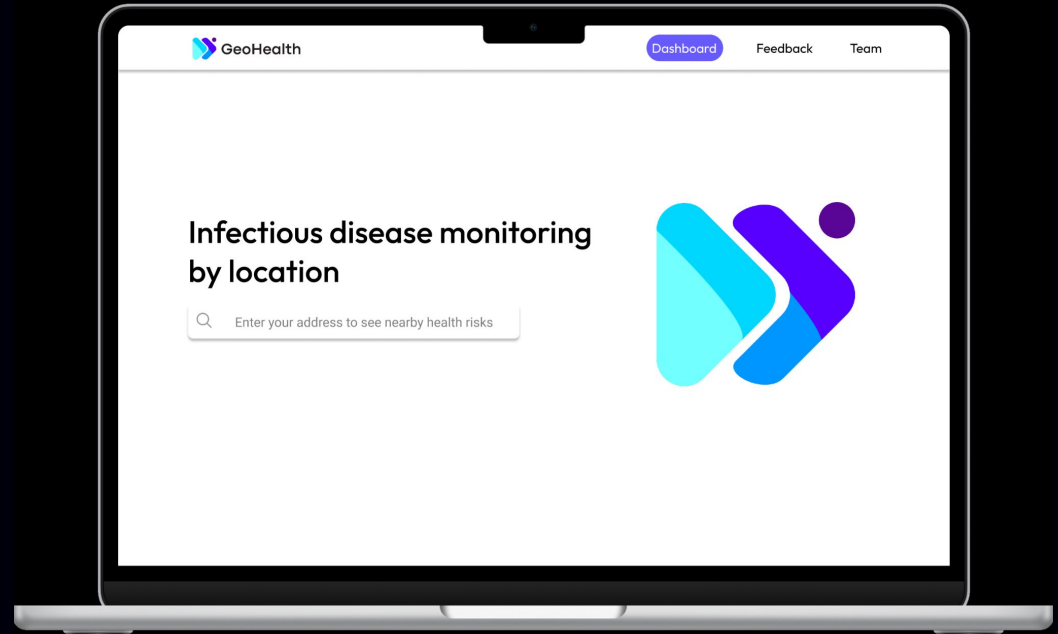 GeoHealth
Dashboard
Feedback
Team
Infectious disease monitoring
by location
Enter your address to see nearby health risks